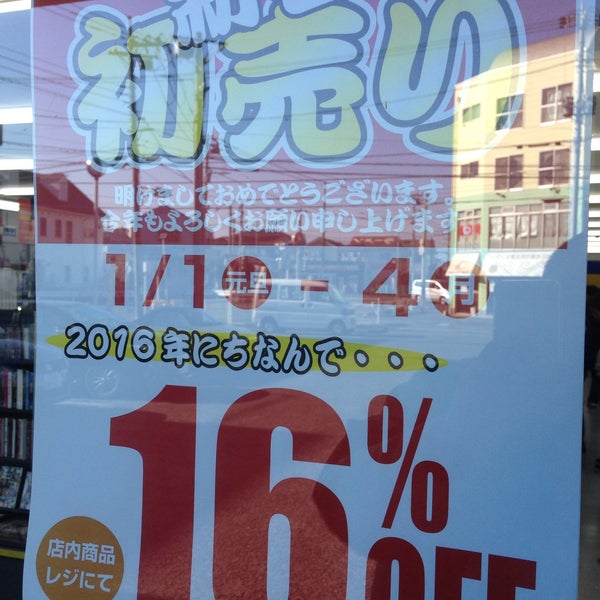 初売り
明けましておめでとうございます。
今年もよろしくお願い申し上げます
1/1元旦-4月
2016年にちなんで・・・
16%
OFF
店内商品
レジにて